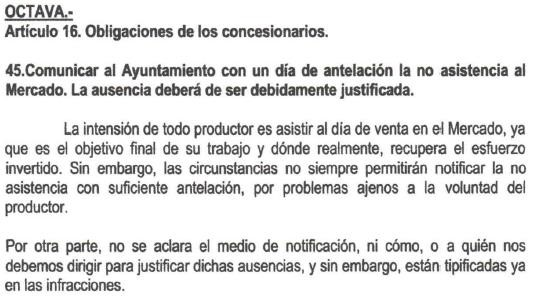 OCTAVA.-
Artículo 16. Obligaciones de los concesionarios.
45.Comunicar al Ayuntamiento con un día de antelación la no asistencia al
Mercado. La ausencia deberá de ser debidamente justificada.
La intensión de todo productor es asistir al día de venta en el Mercado, ya
que es el objetivo final de su trabajo y dónde realmente, recupera el esfuerzo
invertido. Sin embargo, las circunstancias no siempre permitirán notificar la no
asistencia con suficiente antelación, por problemas ajenos a la voluntad del
productor.
Por otra parte, no se aclara el medio de notificación, ni cómo, o a quién nos
debemos dirigir para justificar dichas ausencias, y sin embargo, están tipificadas ya
en las infracciones.